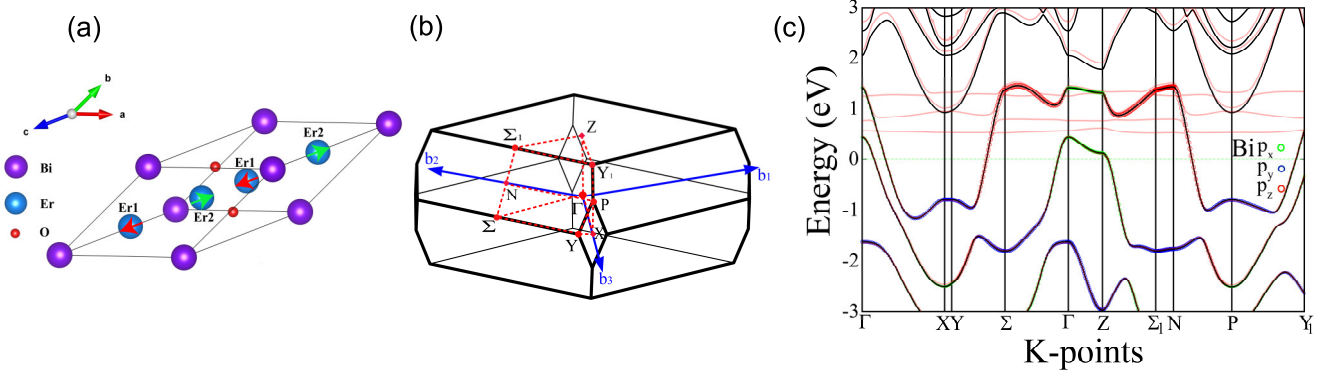 (a)
b
a
c
Bi
Er
O
Er2
Er1
Er1
Er2
(b)
Σ1
Z
b2
Y1
b1
N
Γ
P
Σ
Y
X
b3
(c)
3
2
1
0
-1
-2
-3
Energy (eV)
Bi px
py
pz
Γ X Y Σ Γ Z Σ1 N P Y1
K-points